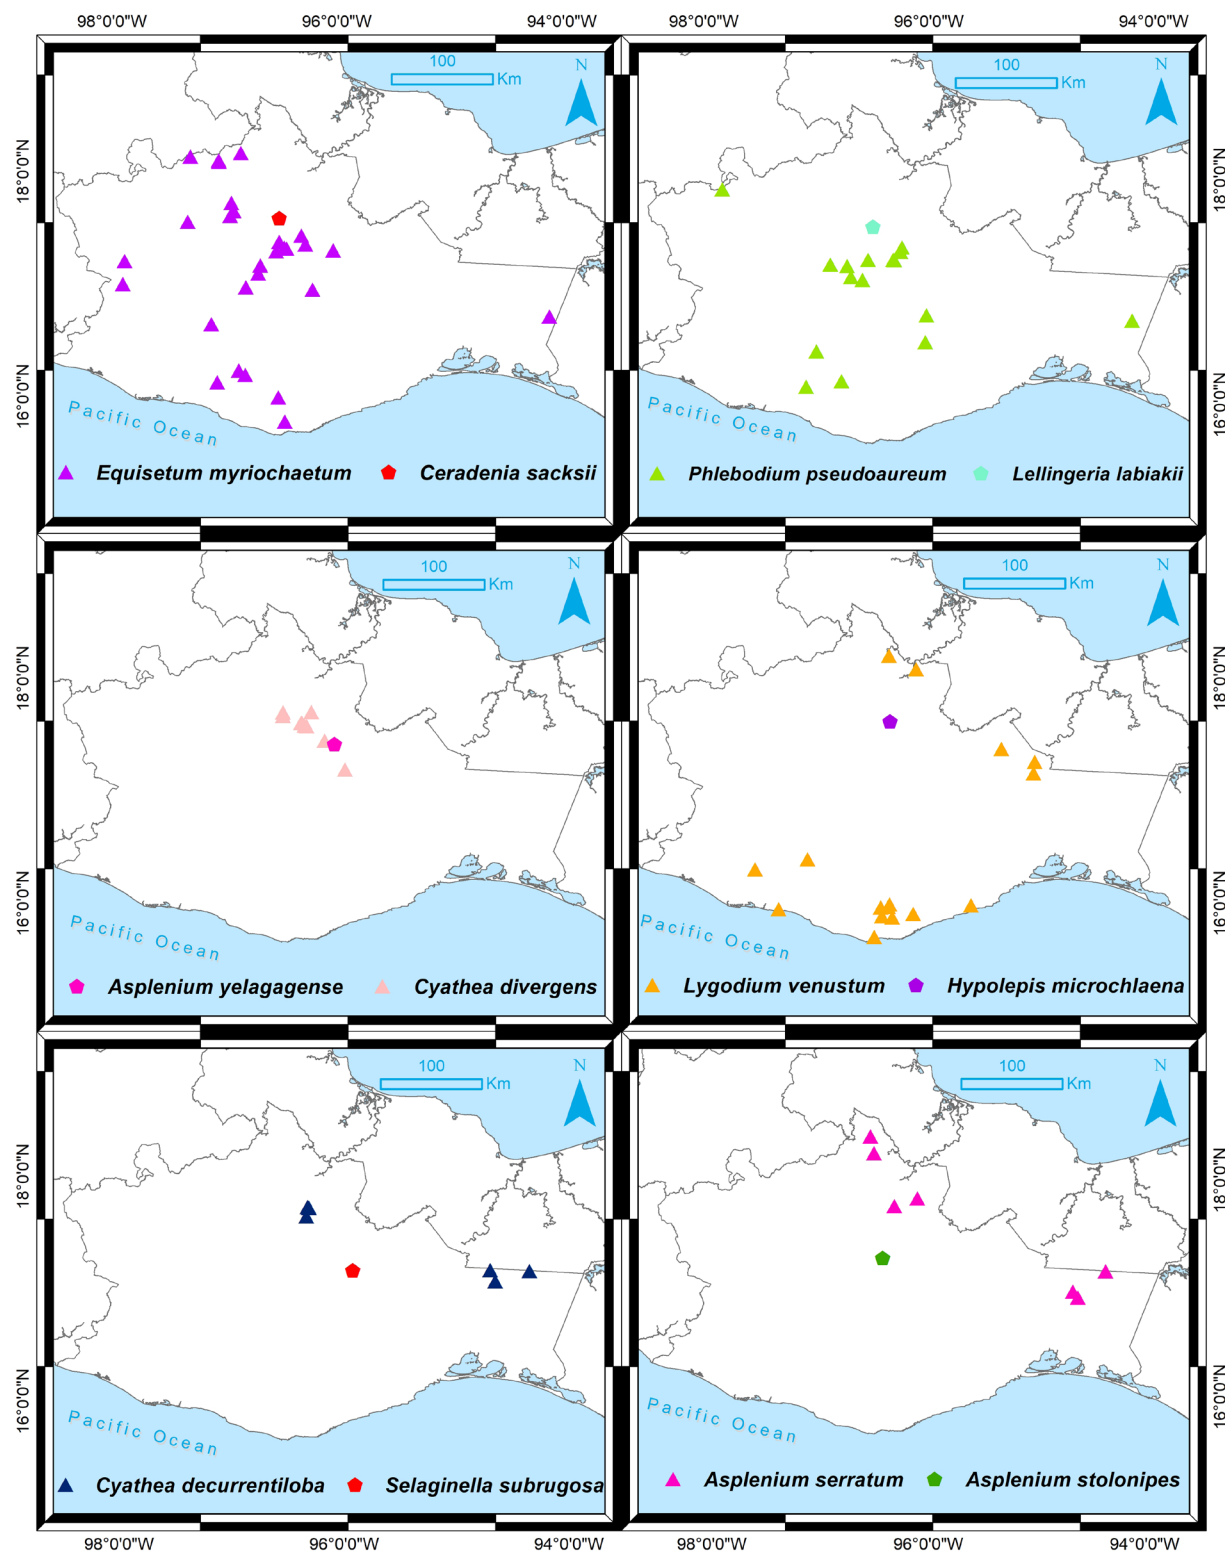 98°0'0"W 96°0'0"W 94°0'0"W 98°0'0"W 96°0'0"W 94°0'0"W
100
Km
N
100
Km
N
18°0'0"N
18°0'0"N
16°0'0"N
16°0'0"N
Pacific Ocean
Pacific Ocean
Equisetum myriochaetum Ceradenia sacksii
Phlebodium pseudoaureum Lellingeria labiakii
100
Km
N
100
Km
N
18°0'0"N
18°0'0"N
16°0'0"N
16°0'0"N
Pacific Ocean
Pacific Ocean
Asplenium yelagagense Cyathea divergens
Lygodium venustum Hypolepis microchlaena
100
Km
N
100
Km
N
18°0'0"N
18°0'0"N
16°0'0"N
16°0'0"N
Pacific Ocean
Pacific Ocean
Cyathea decurrentiloba Selaginella subrugosa
Asplenium serratum Asplenium stolonipes
98°0'0"W 96°0'0"W 94°0'0"W 98°0'0"W 96°0'0"W 94°0'0"W